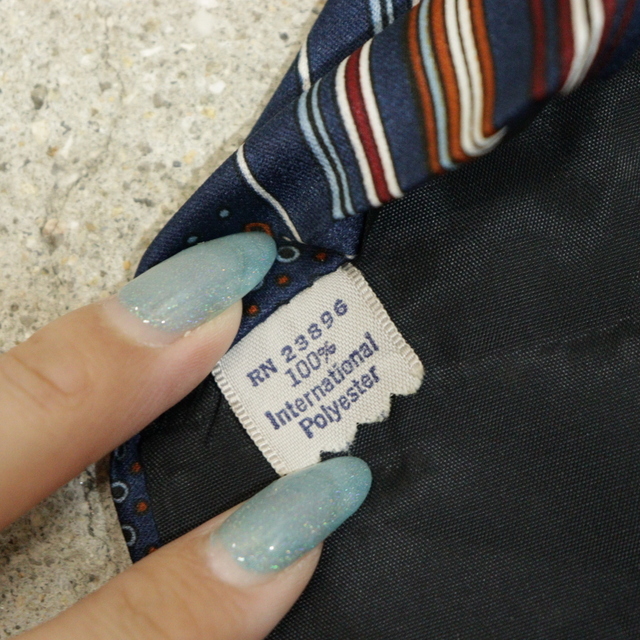 RN 23896
100%
International
Polyester